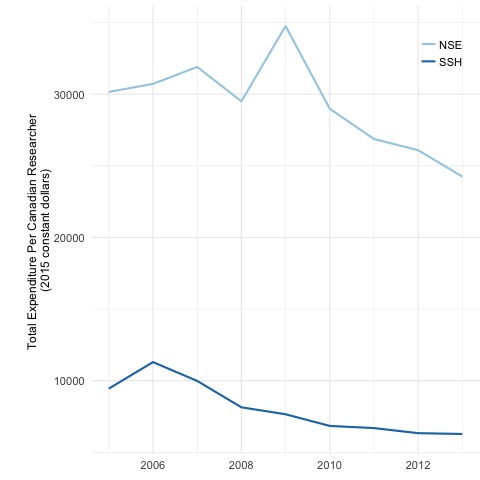 NSE
SSH
30000
20000
10000
Total Expenditure Per Canadian Researcher
(2015 constant dollars)
2006
2008
2010
2012